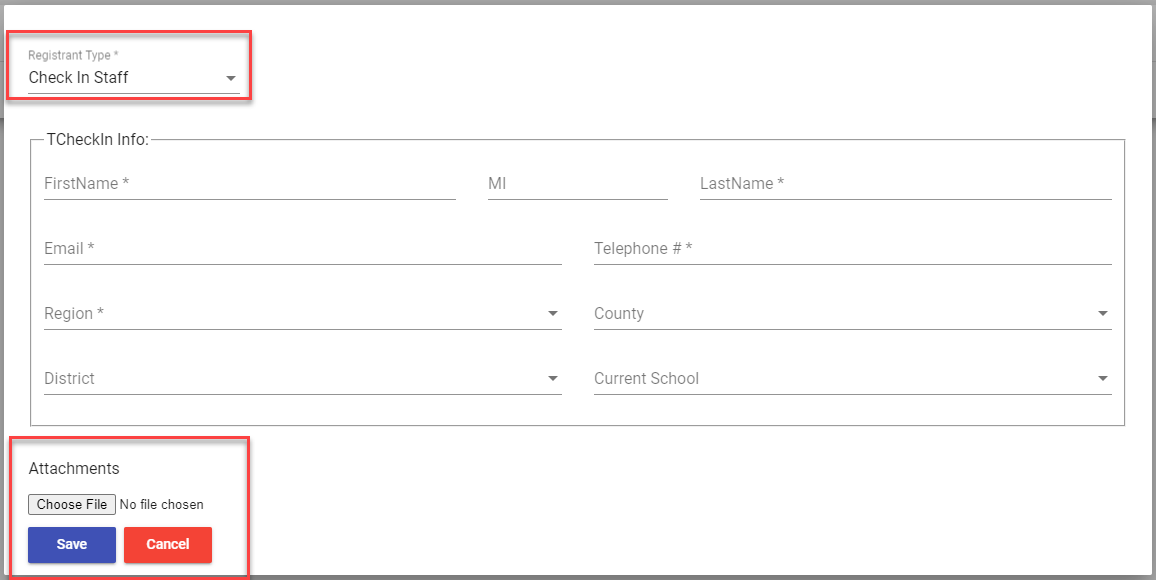 Registrant Type *
Check In Staff
TCheckIn Info:
FirstName * MI LastName *
Email * Telephone # *
Region * County
District Current School
Attachments
Choose File No file chosen
Save Cancel